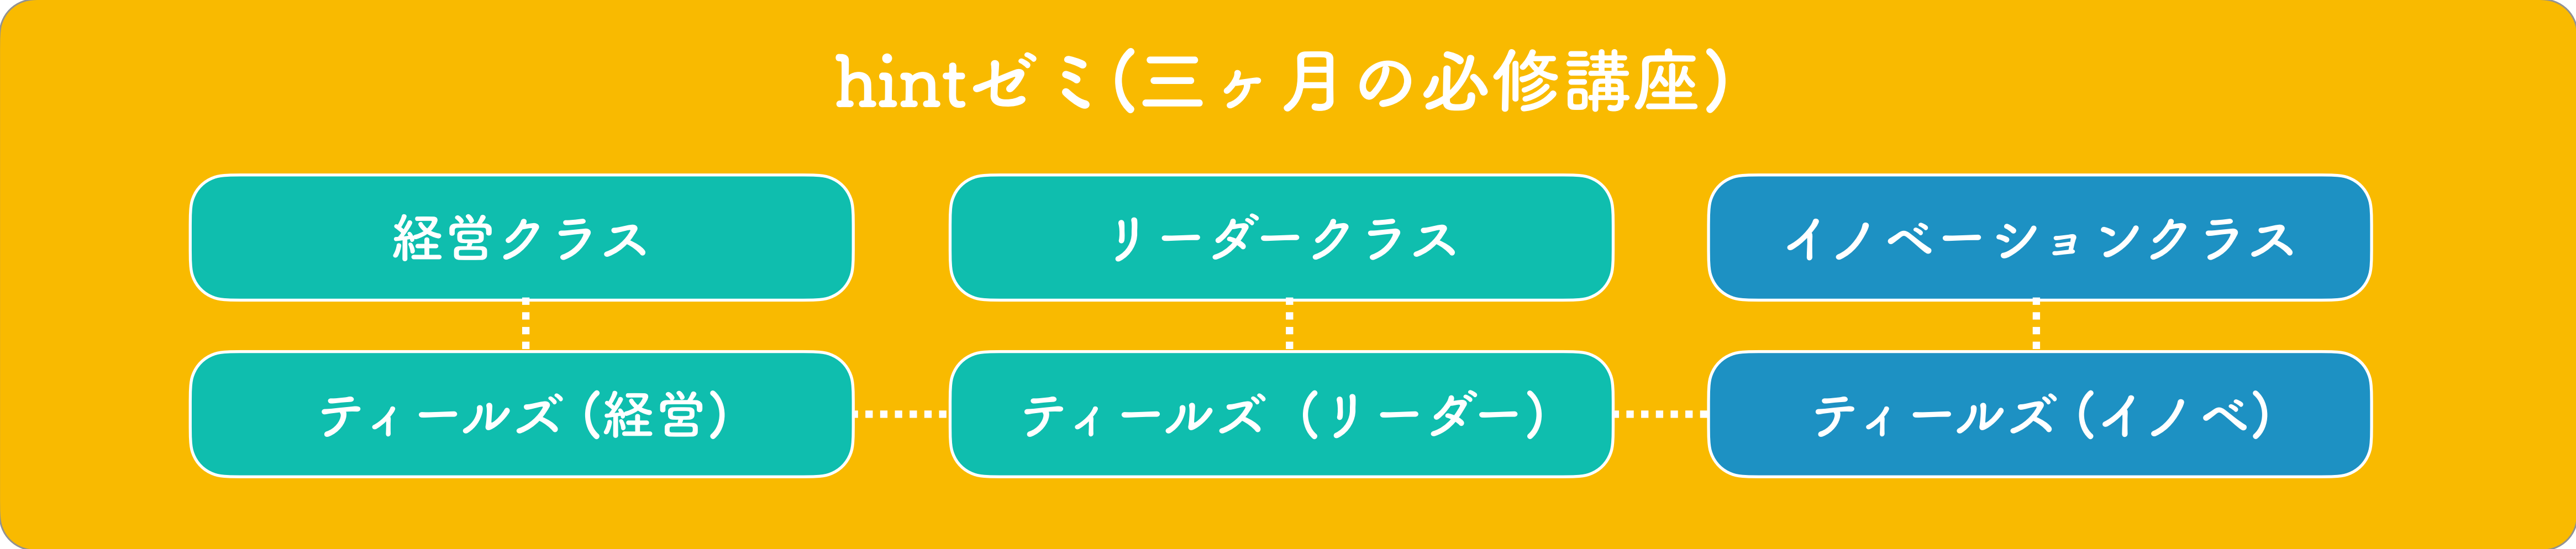 hintゼミ(三ヶ月の必修講座)
経営クラス
リーダークラス
イノベーションクラス
ティールズ(経営)
ティールズ(リーダー)
ティールズ(イノベ)